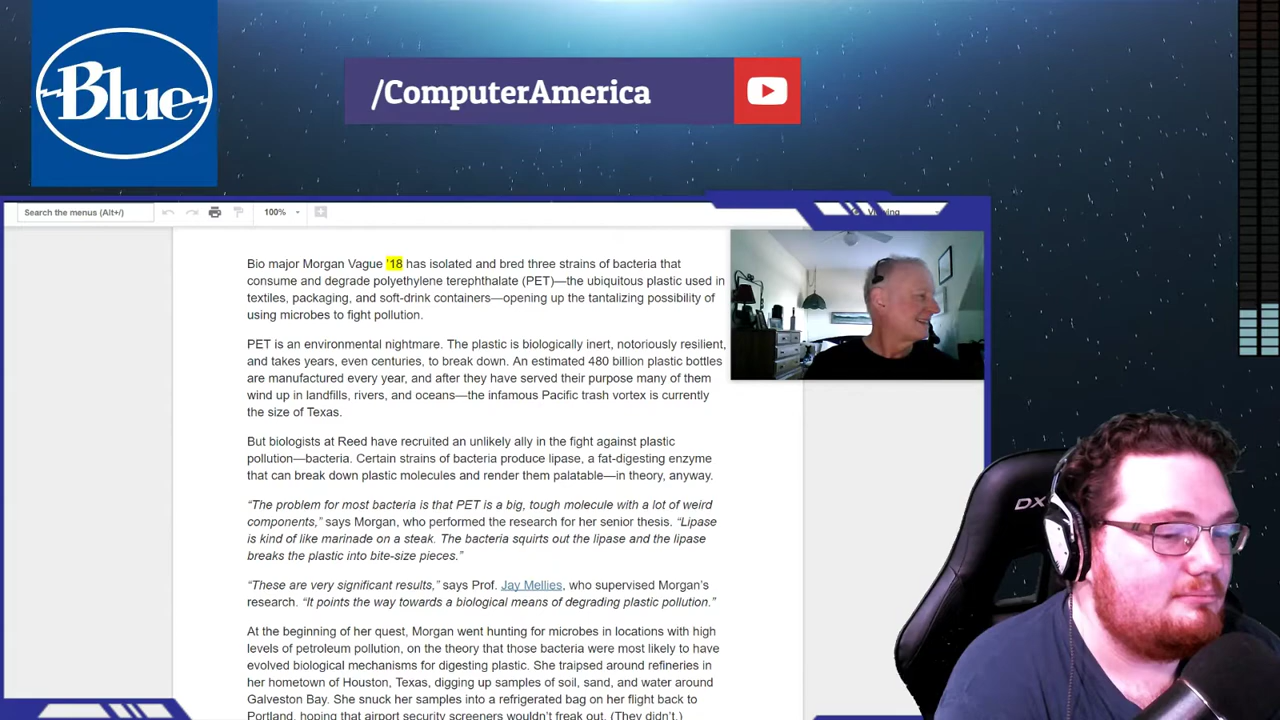 Blue
/ComputerAmerica
Search the menus (Alt+/)
100%
Bio major Morgan Vague '18 has isolated and bred three strains of bacteria that
consume and degrade polyethylene terephthalate (PET)—the ubiquitous plastic used in
textiles, packaging, and soft-drink containers—opening up the tantalizing possibility of
using microbes to fight pollution.
PET is an environmental nightmare. The plastic is biologically inert, notoriously resilient,
and takes years, even centuries, to break down. An estimated 480 billion plastic bottles
are manufactured every year, and after they have served their purpose many of them
wind up in landfills, rivers, and oceans—the infamous Pacific trash vortex is currently
the size of Texas.
But biologists at Reed have recruited an unlikely ally in the fight against plastic
pollution—bacteria. Certain strains of bacteria produce lipase, a fat-digesting enzyme
that can break down plastic molecules and render them palatable—in theory, anyway.
“The problem for most bacteria is that PET is a big, tough molecule with a lot of weird
components,” says Morgan, who performed the research for her senior thesis. “Lipase
is kind of like marinade on a steak. The bacteria squirts out the lipase and the lipase
breaks the plastic into bite-size pieces.”
“These are very significant results,” says Prof. Jay Mellies, who supervised Morgan’s
research. “It points the way towards a biological means of degrading plastic pollution.”
At the beginning of her quest, Morgan went hunting for microbes in locations with high
levels of petroleum pollution, on the theory that those bacteria were most likely to have
evolved biological mechanisms for digesting plastic. She traipsed around refineries in
her hometown of Houston, Texas, digging up samples of soil, sand, and water around
Galveston Bay. She stuck her samples into a refrigerated bag on her flight back to
Portland, hoping that airport security screeners wouldn’t freak out. (They didn’t.)
DX